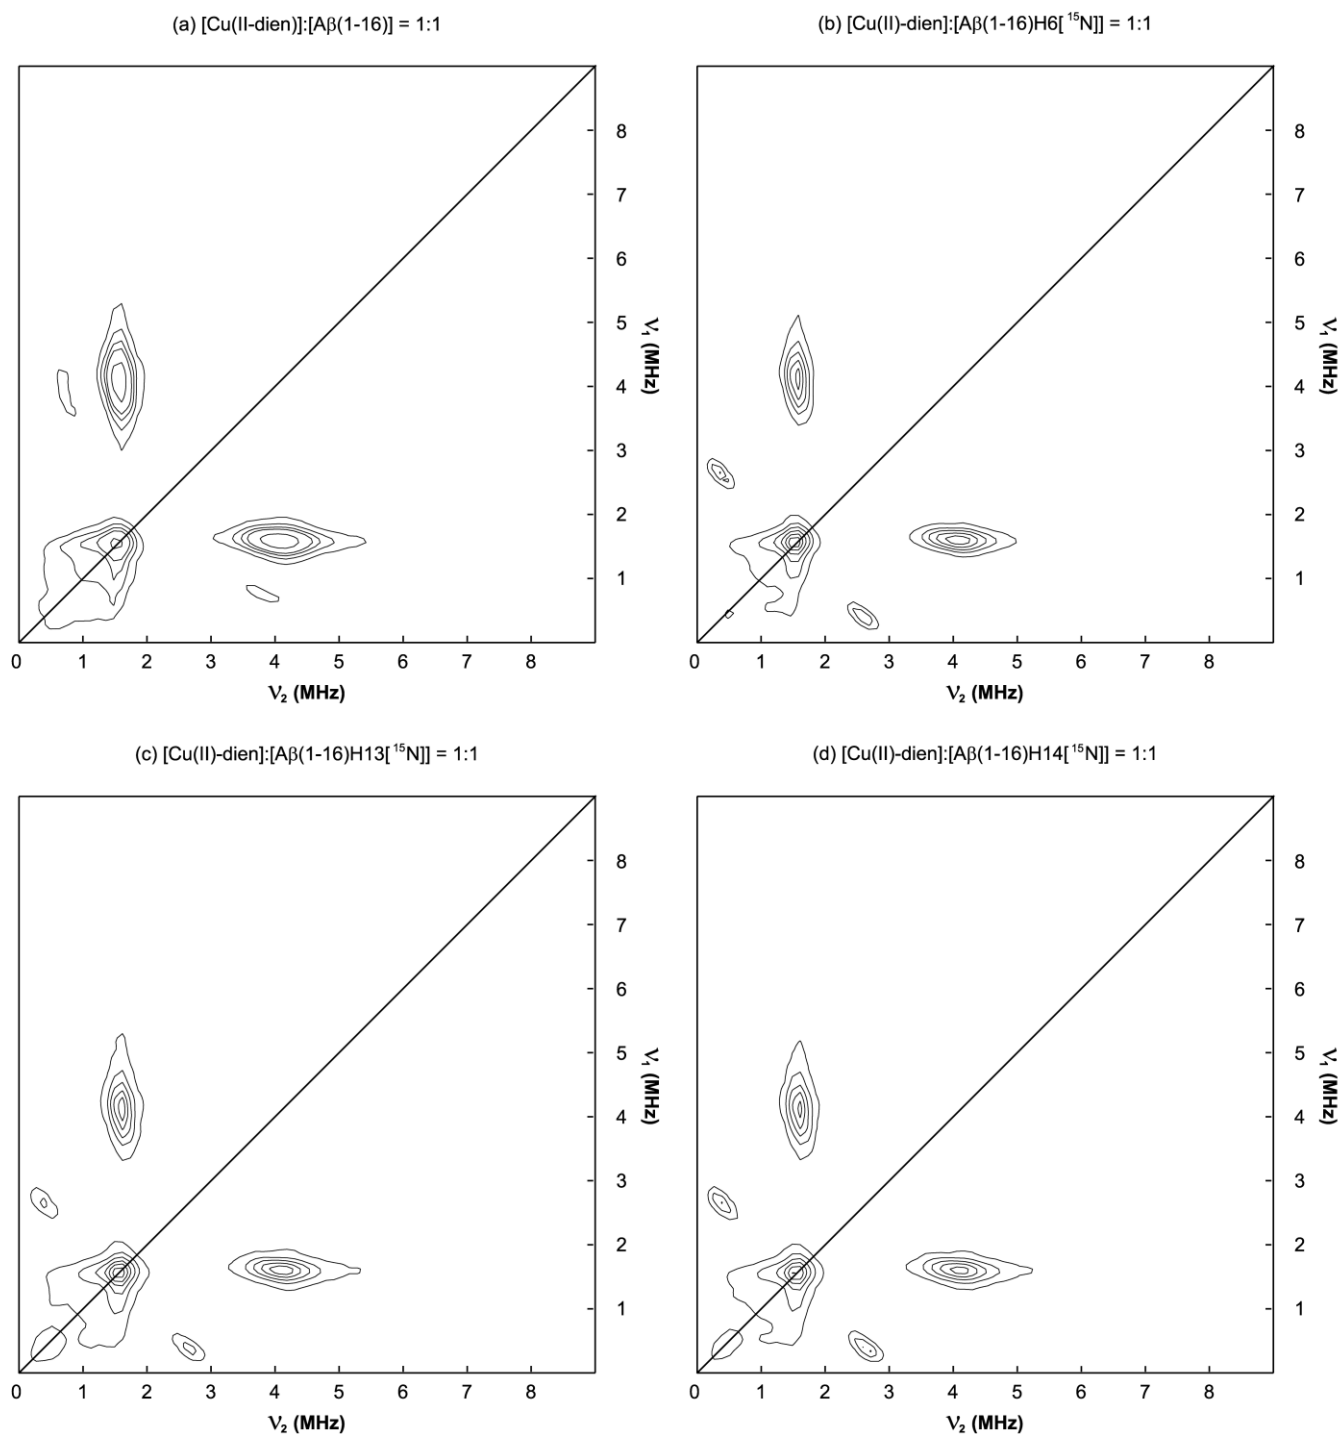 (a) [Cu(II-dien)]:[Aβ(1-16)] = 1:1
(b) [Cu(II)-dien]:[Aβ(1-16)H6[¹⁵N]] = 1:1
8
7
6
5
4
3
2
1
ν₁ (MHz)
0 1 2 3 4 5 6 7 8
ν₂ (MHz)
8
7
6
5
4
3
2
1
ν₁ (MHz)
0 1 2 3 4 5 6 7 8
ν₂ (MHz)
(c) [Cu(II)-dien]:[Aβ(1-16)H13[¹⁵N]] = 1:1
(d) [Cu(II)-dien]:[Aβ(1-16)H14[¹⁵N]] = 1:1
8
7
6
5
4
3
2
1
ν₁ (MHz)
0 1 2 3 4 5 6 7 8
ν₂ (MHz)
8
7
6
5
4
3
2
1
ν₁ (MHz)
0 1 2 3 4 5 6 7 8
ν₂ (MHz)